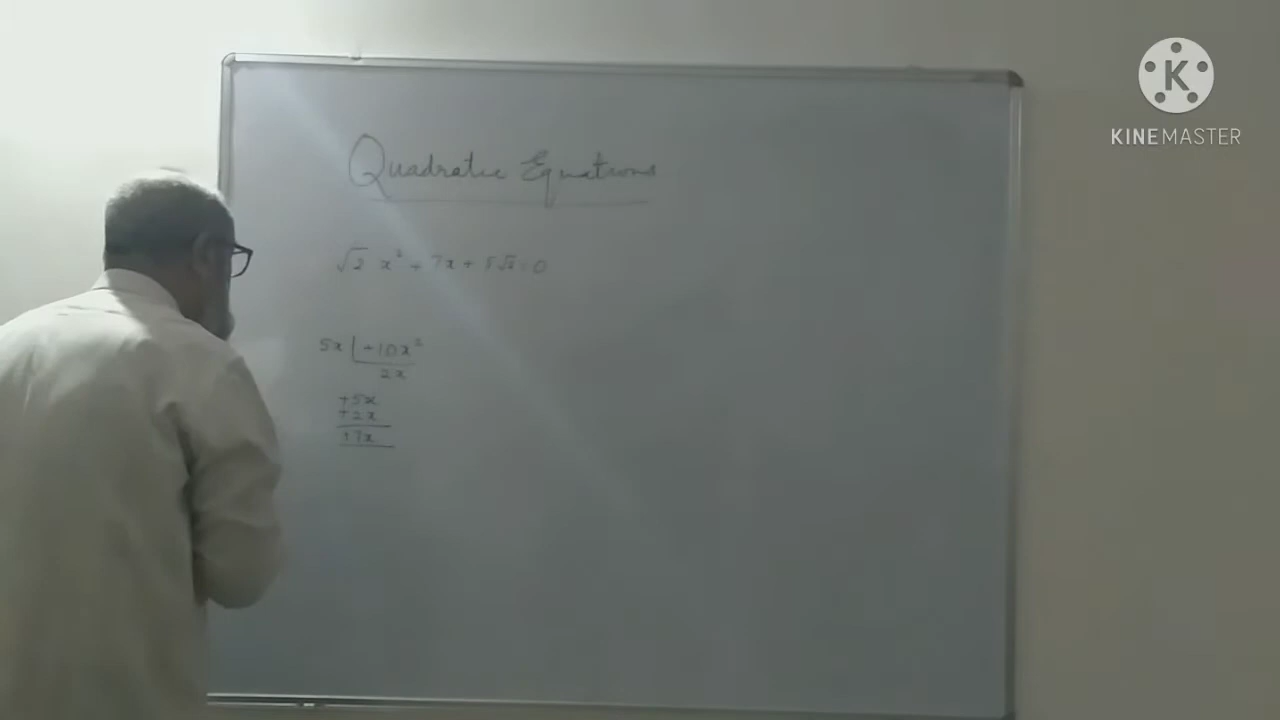 Quadratic Equations
√2 x² + 7x + 5√2 = 0
5x | +10x²
2x
+5x
+2x
+7x
K
KINEMASTER